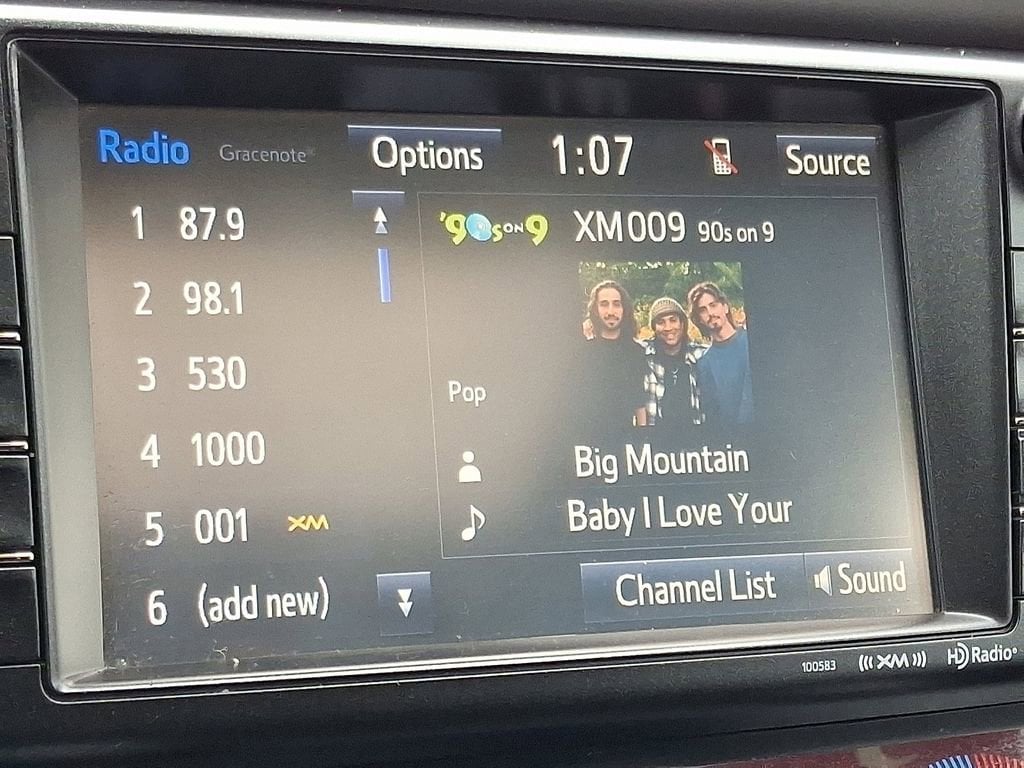 Radio Gracenote Options 1:07 Source
1 87.9
2 98.1
3 530
4 1000
5 001 XM
6 (add new)
'90s ON 9 XM009 90s on 9
Pop
Big Mountain
Baby I Love Your
Channel List Sound
100583 ((( XM ))) HD Radio®